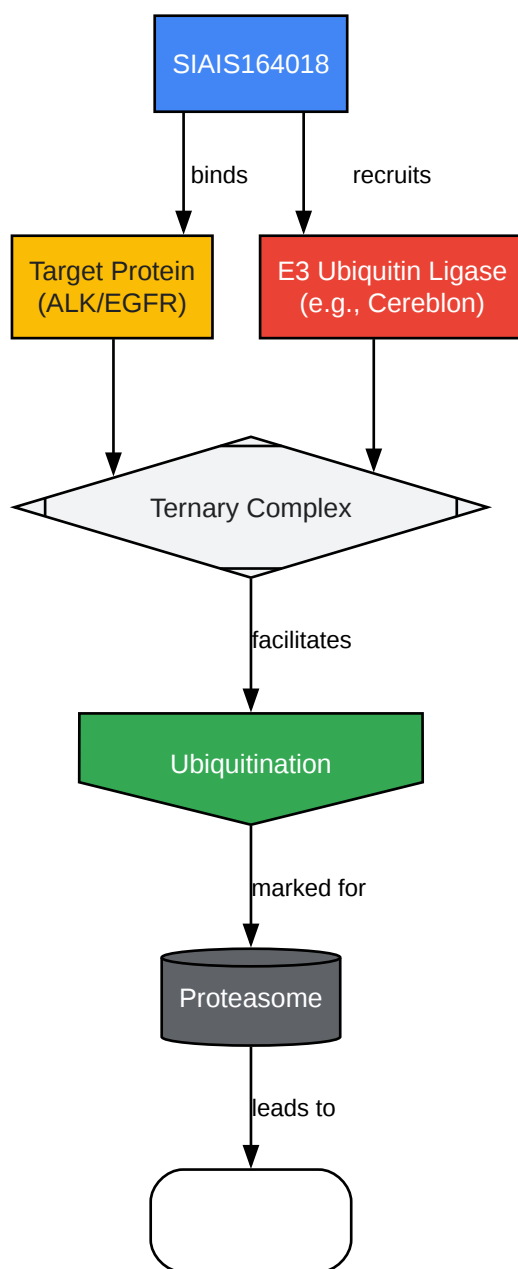 SIAIS164018
binds
recruits
Target Protein
(ALK/EGFR)
E3 Ubiquitin Ligase
(e.g., Cereblon)
Ternary Complex
facilitates
Ubiquitination
marked for
Proteasome
leads to